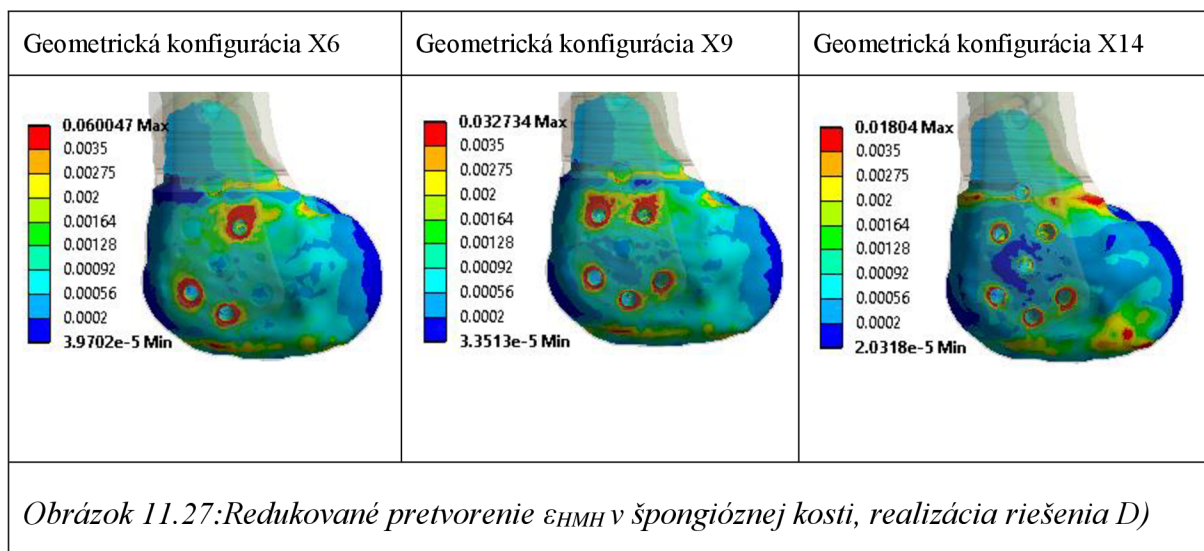 Geometrická konfigurácia X6
Geometrická konfigurácia X9
Geometrická konfigurácia X14
0.060047 Max
0.0035
0.00275
0.002
0.00164
0.00128
0.00092
0.00056
0.0002
3.9702e-5 Min
0.032734 Max
0.0035
0.00275
0.002
0.00164
0.00128
0.00092
0.00056
0.0002
3.3513e-5 Min
0.01804 Max
0.0035
0.00275
0.002
0.00164
0.00128
0.00092
0.00056
0.0002
2.0318e-5 Min
Obrázok 11.27:Redukované pretvorenie εHMH v špongióznej kosti, realizácia riešenia D)